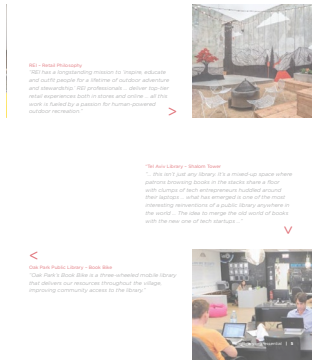 REI – Retail Philosophy
"REI has a longstanding mission to 'inspire, educate
and outfit people for a lifetime of outdoor adventure
and stewardship.' REI professionals ... deliver top-tier
retail experiences both in stores and online ... all this
work is fueled by a passion for human-powered
outdoor recreation."
>
"Tel Aviv Library – Shalom Tower
"... this isn't just any library. It's a mixed-up space where
patrons browsing books in the stacks share a floor
with clumps of tech entrepreneurs huddled around
their laptops ... what has emerged is one of the most
interesting reinventions of a public library anywhere in
the world ... The idea to merge the old world of books
with the new one of tech startups ..."
Oak Park Public Library – Book Bike
"Oak Park's Book Bike is a three-wheeled mobile library
that delivers our resources throughout the village,
improving community access to the library."
| 5